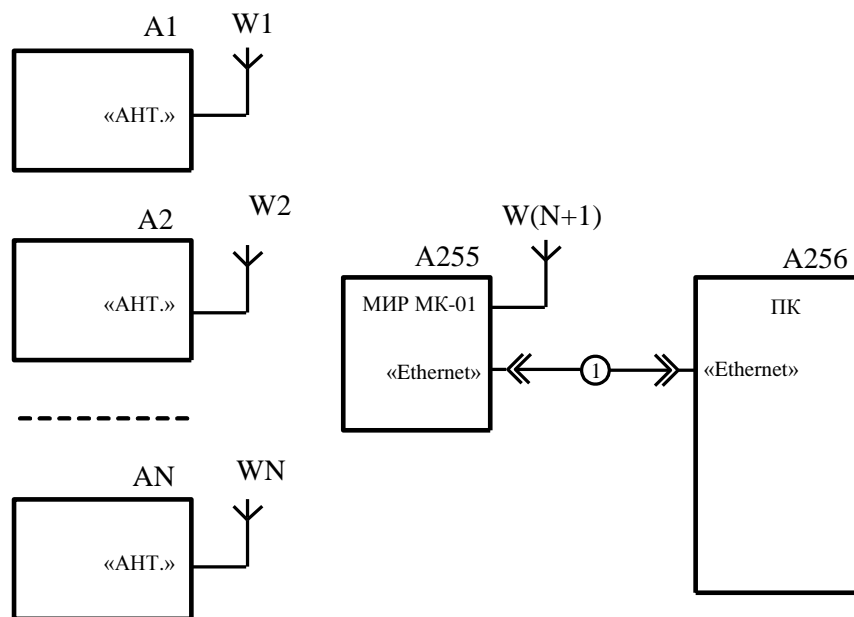 A1
W1
«АНТ.»
A2
W2
«АНТ.»
AN
WN
«АНТ.»
A255
W(N+1)
МИР МК-01
«Ethernet»
1
A256
ПК
«Ethernet»